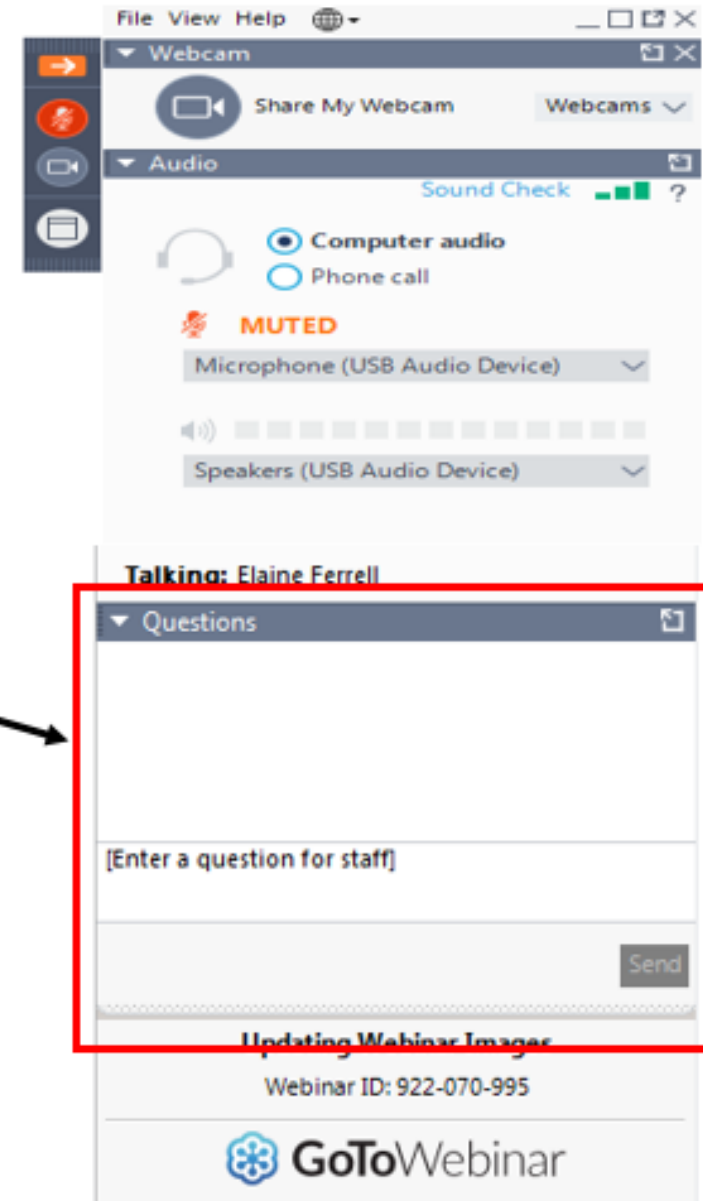 File View Help
Webcam
Share My Webcam Webcams
Audio
Sound Check ?
Computer audio
Phone call
MUTED
Microphone (USB Audio Device)
Speakers (USB Audio Device)
Talking: Elaine Ferrell
Questions
[Enter a question for staff]
Send
Updating Webinar Images
Webinar ID: 922-070-995
GoToWebinar